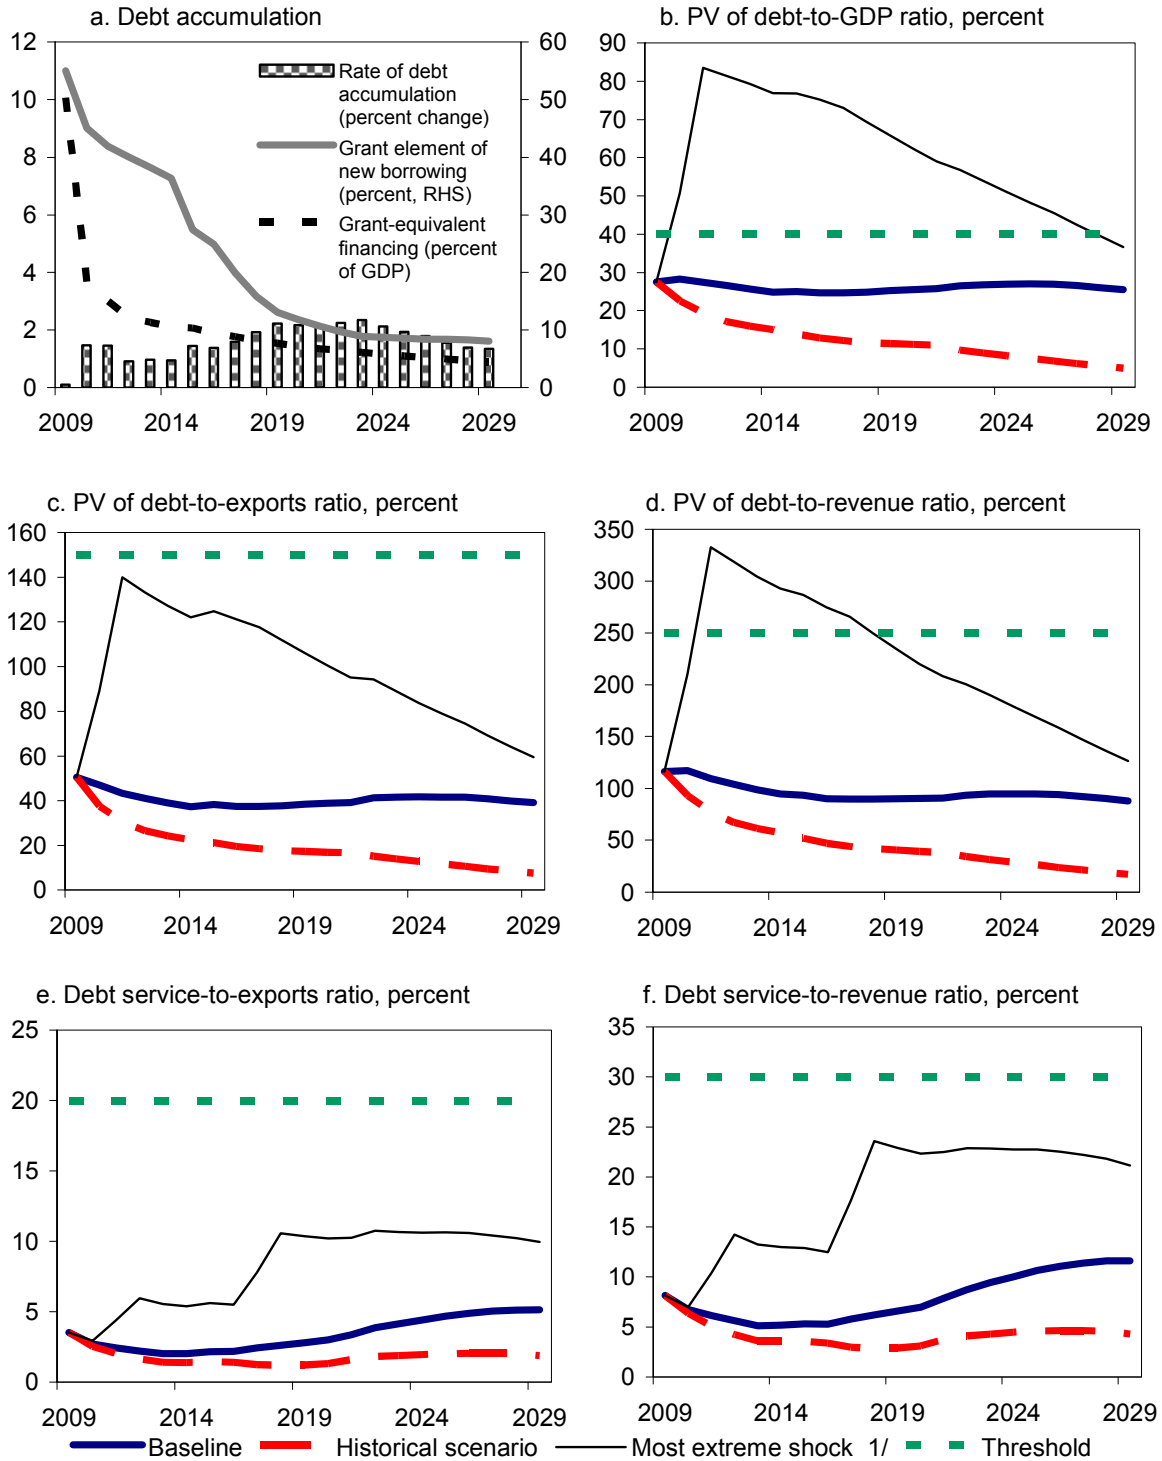 a. Debt accumulation
12
10
8
6
4
2
0
60
50
40
30
20
10
0
2009 2014 2019 2024 2029
Rate of debt
accumulation
(percent change)
Grant element of
new borrowing
(percent, RHS)
Grant-equivalent
financing (percent
of GDP)
b. PV of debt-to-GDP ratio, percent
90
80
70
60
50
40
30
20
10
0
2009 2014 2019 2024 2029
c. PV of debt-to-exports ratio, percent
160
140
120
100
80
60
40
20
0
2009 2014 2019 2024 2029
d. PV of debt-to-revenue ratio, percent
350
300
250
200
150
100
50
0
2009 2014 2019 2024 2029
e. Debt service-to-exports ratio, percent
25
20
15
10
5
0
2009 2014 2019 2024 2029
f. Debt service-to-revenue ratio, percent
35
30
25
20
15
10
5
0
2009 2014 2019 2024 2029
Baseline Historical scenario Most extreme shock 1/ Threshold